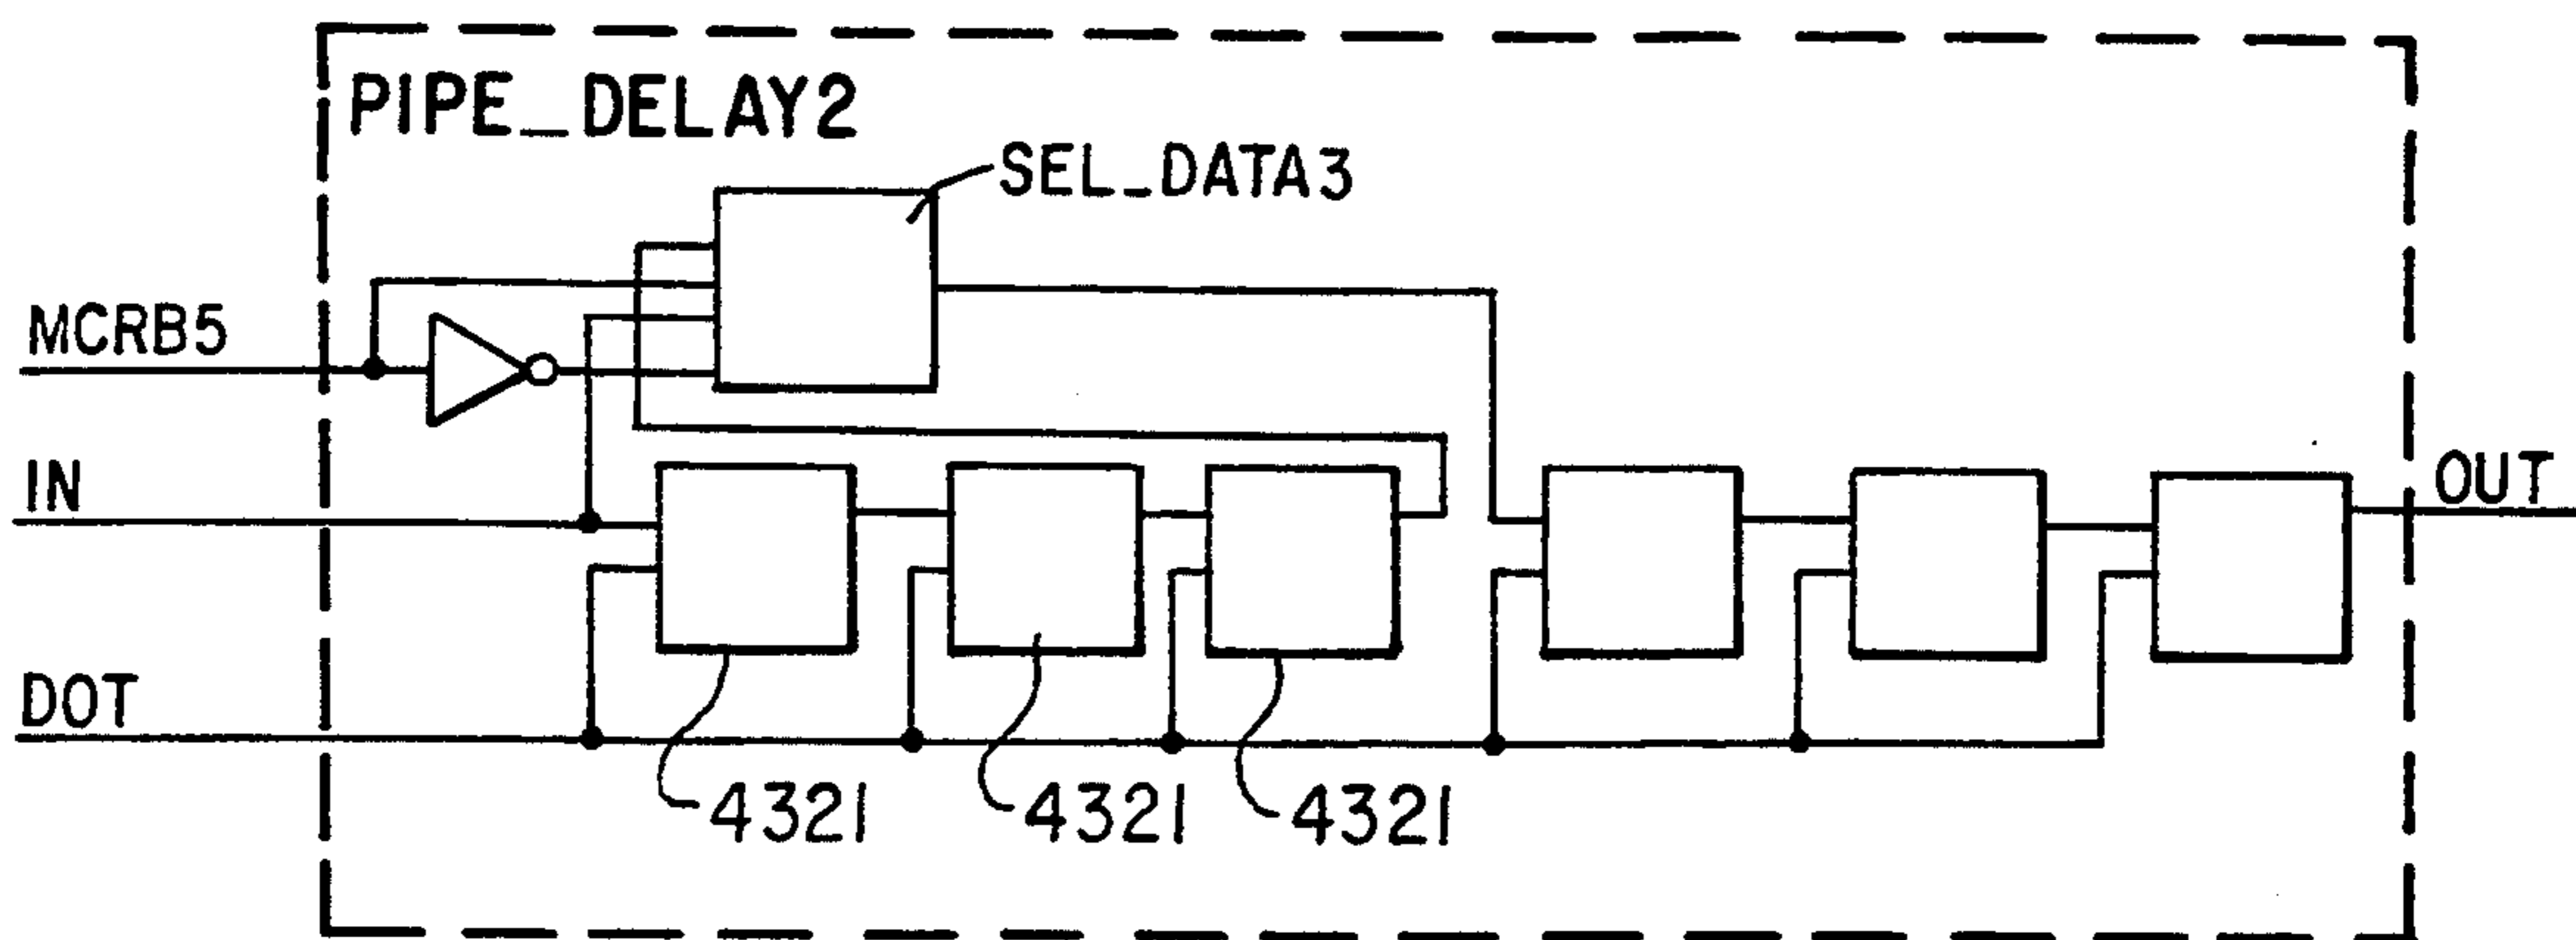 PIPE_DELAY2
SEL_DATA3
MCRB5
IN
OUT
DOT
4321
4321
4321